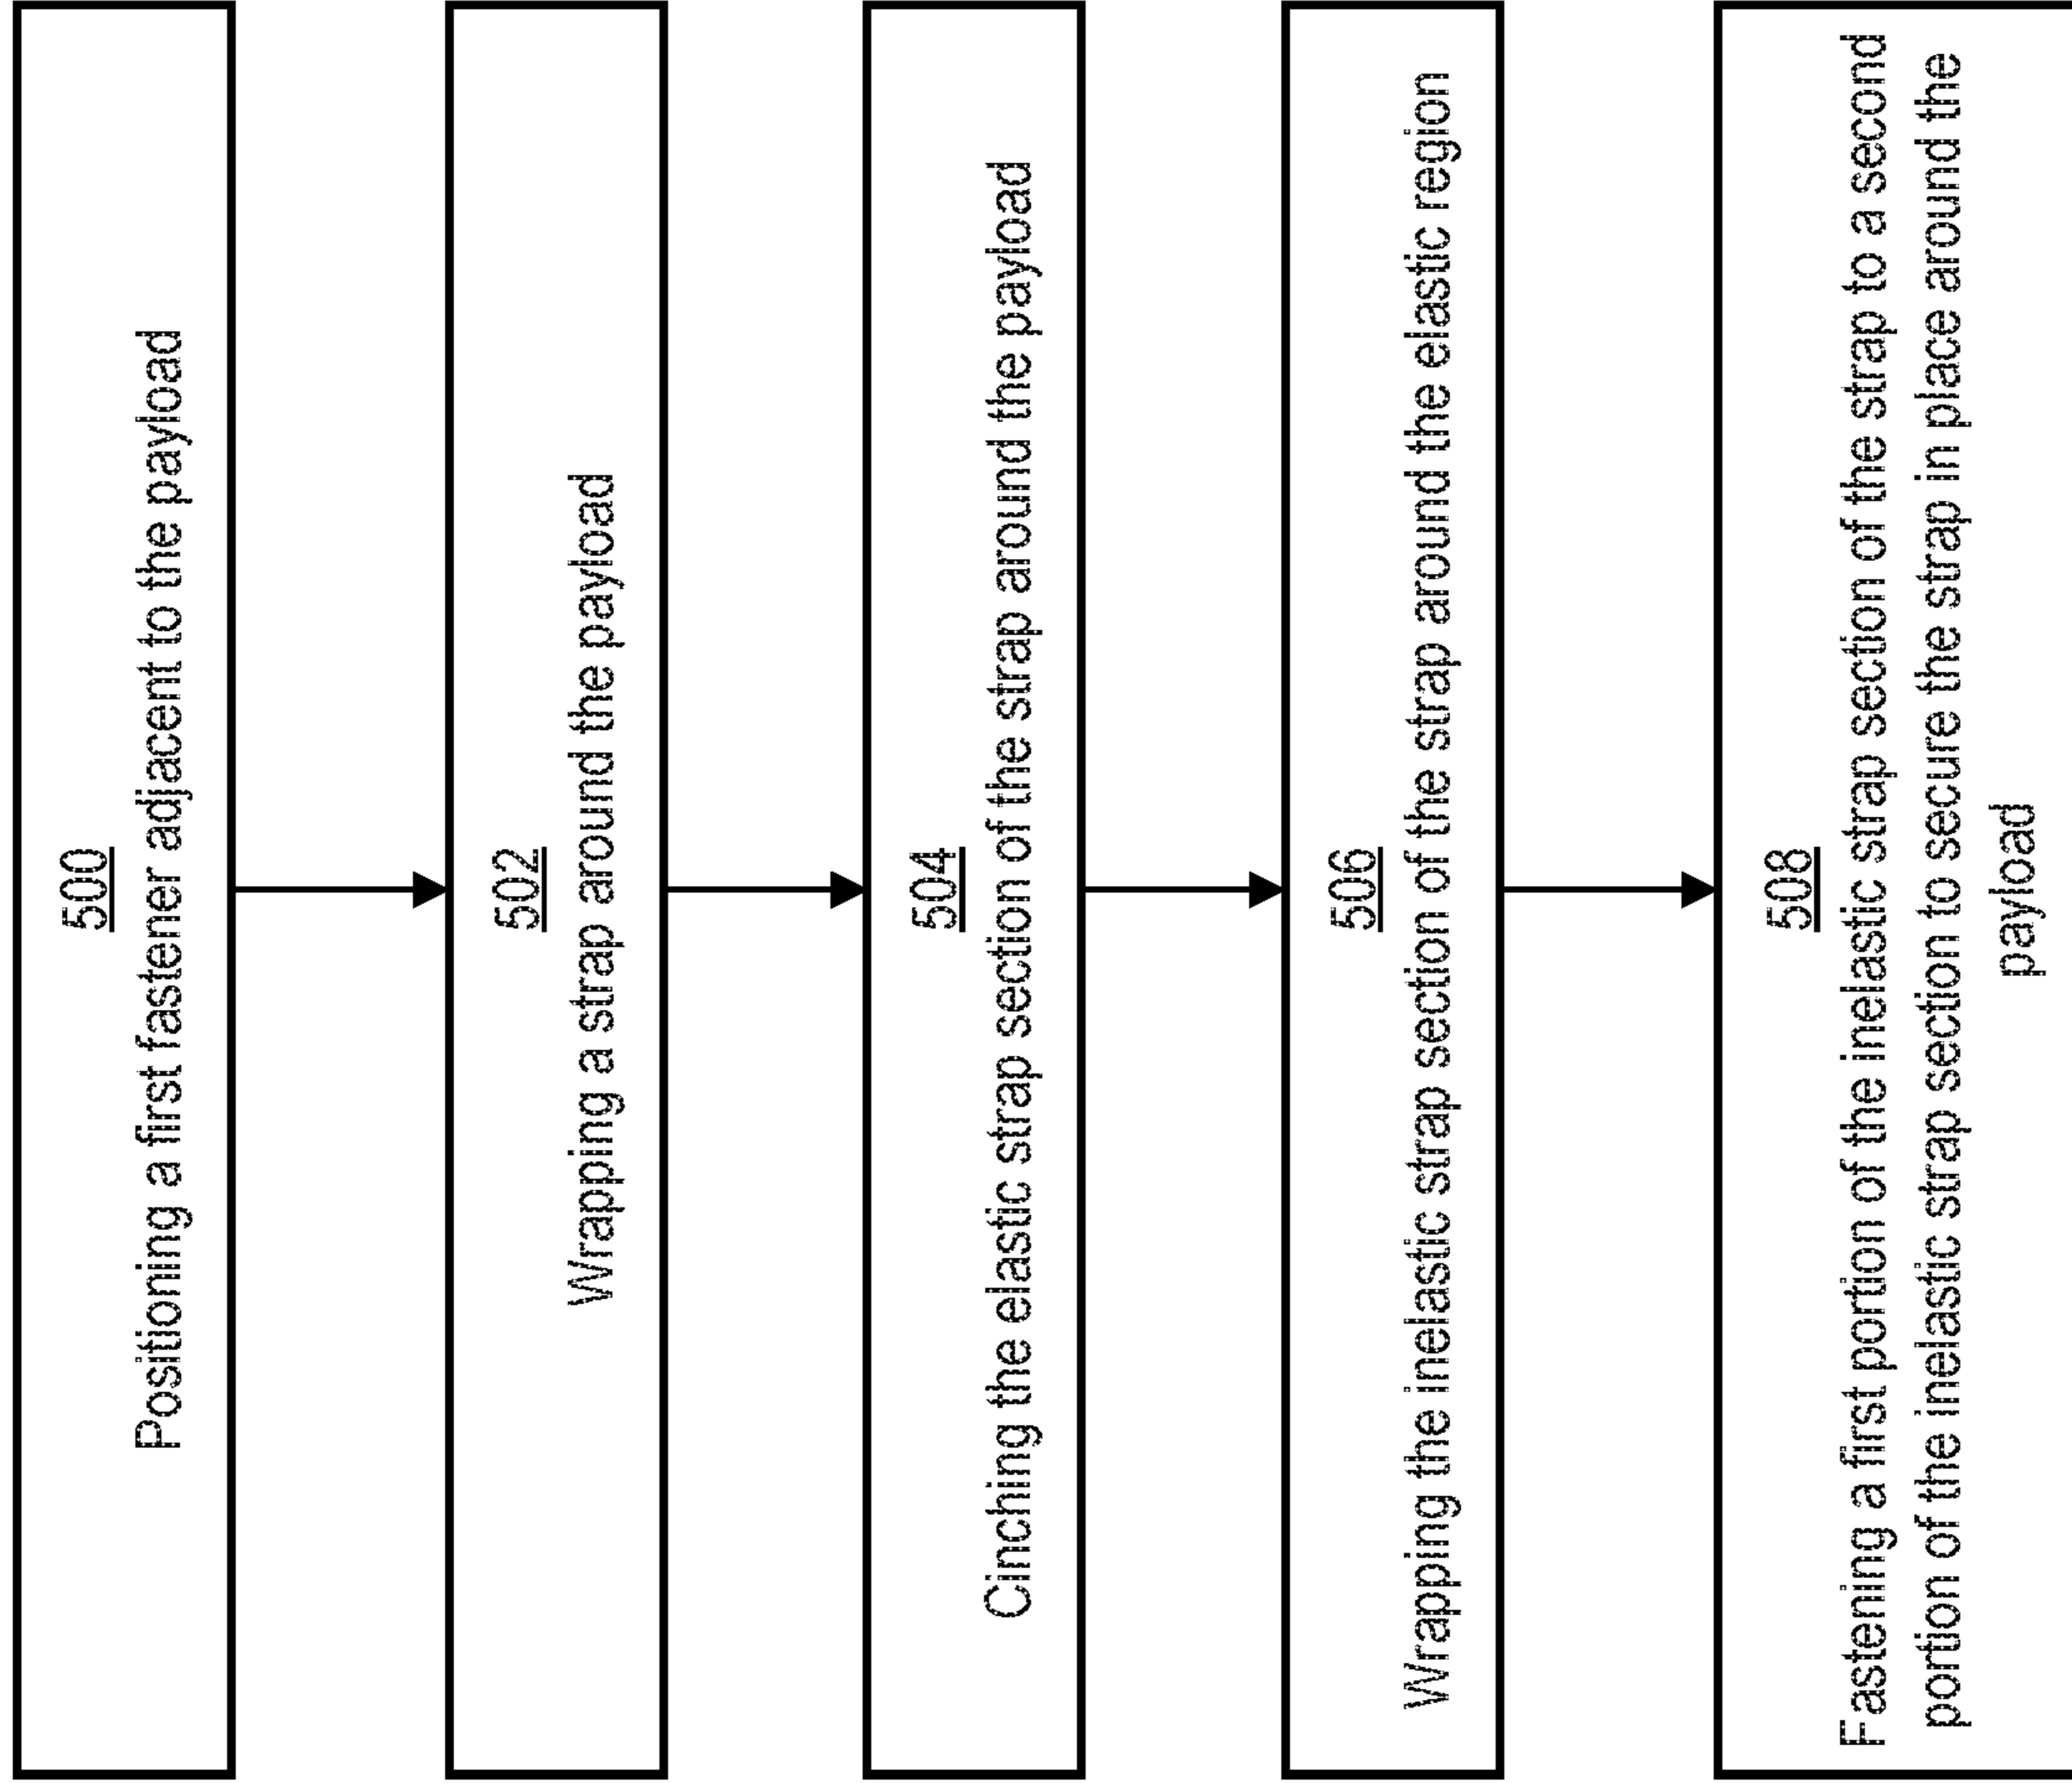 500
Positioning a first fastener adjacent to the payload
502
Wrapping a strap around the payload
504
Cinching the elastic strap section of the strap around the payload
506
Wrapping the inelastic strap section of the strap around the elastic region
508
Fastening a first portion of the inelastic strap section of the strap to a second
portion of the inelastic strap section to secure the strap in place around the
payload